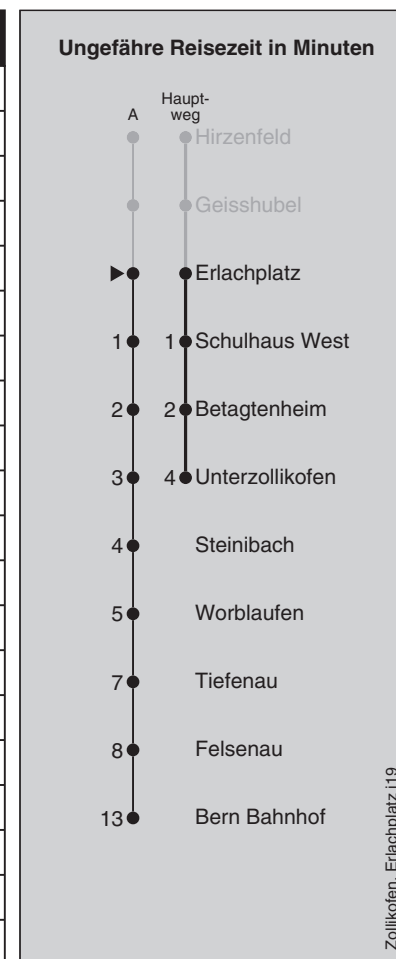 Ungefähre Reisezeit in Minuten
A Haupt-
weg
Hirzenfeld
Geisshubel
Erlachplatz
1 1 Schulhaus West
2 2 Betagtenheim
3 4 Unterzollikofen
4 Steinibach
5 Worblaufen
7 Tiefenau
8 Felsenau
13 Bern Bahnhof
Zollikofen, Erlachplatz j19